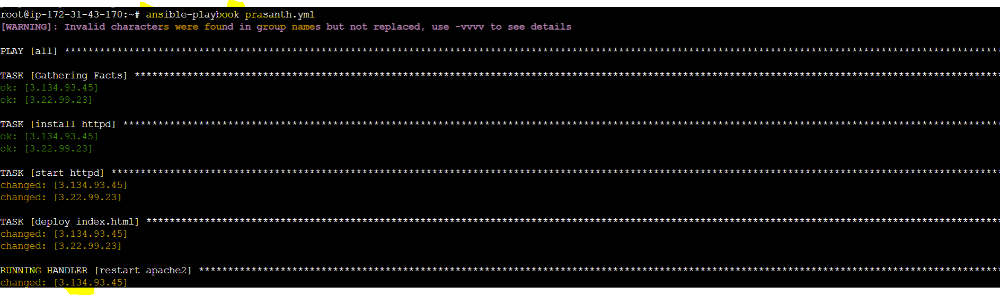 root@ip-172-31-43-170:~# ansible-playbook prasanth.yml
[WARNING]: Invalid characters were found in group names but not replaced, use -vvvv to see details
PLAY [all] ****************************************************************************************************************************************************************
TASK [Gathering Facts] ****************************************************************************************************************************************************
ok: [3.134.93.45]
ok: [3.22.99.23]
TASK [install httpd] ******************************************************************************************************************************************************
ok: [3.134.93.45]
ok: [3.22.99.23]
TASK [start httpd] ********************************************************************************************************************************************************
changed: [3.134.93.45]
changed: [3.22.99.23]
TASK [deploy index.html] **************************************************************************************************************************************************
changed: [3.134.93.45]
changed: [3.22.99.23]
RUNNING HANDLER [restart apache2] *****************************************************************************************************************************************
changed: [3.134.93.45]